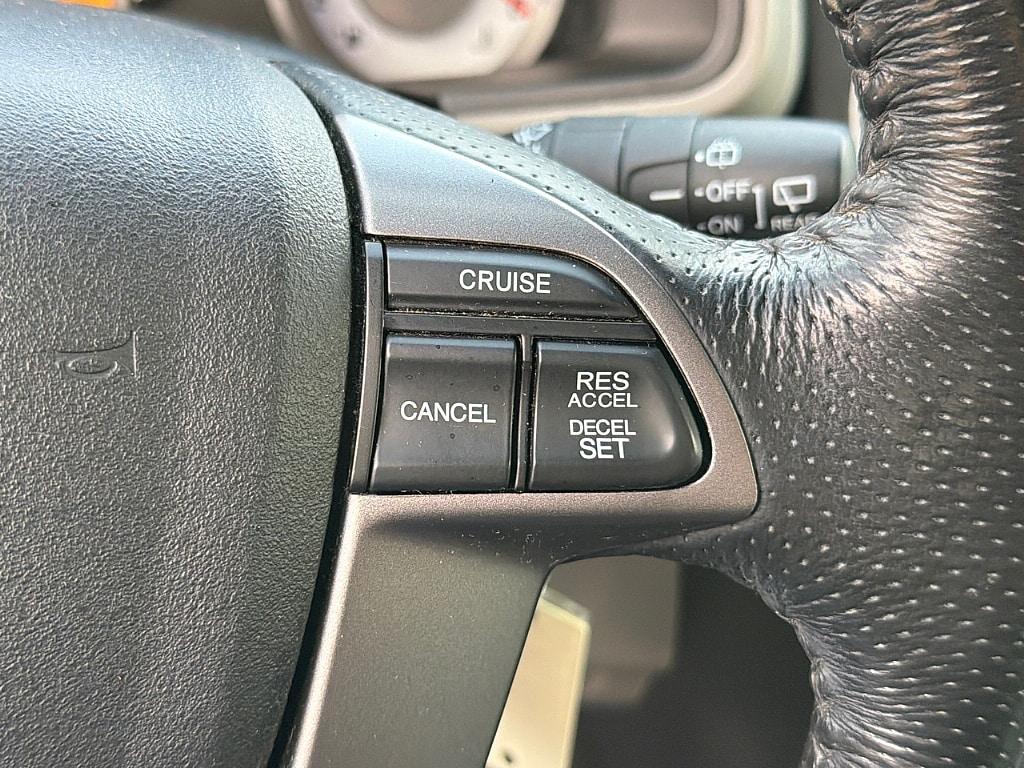 OFF
ON
REAR
CRUISE
CANCEL
RES
ACCEL
DECEL
SET